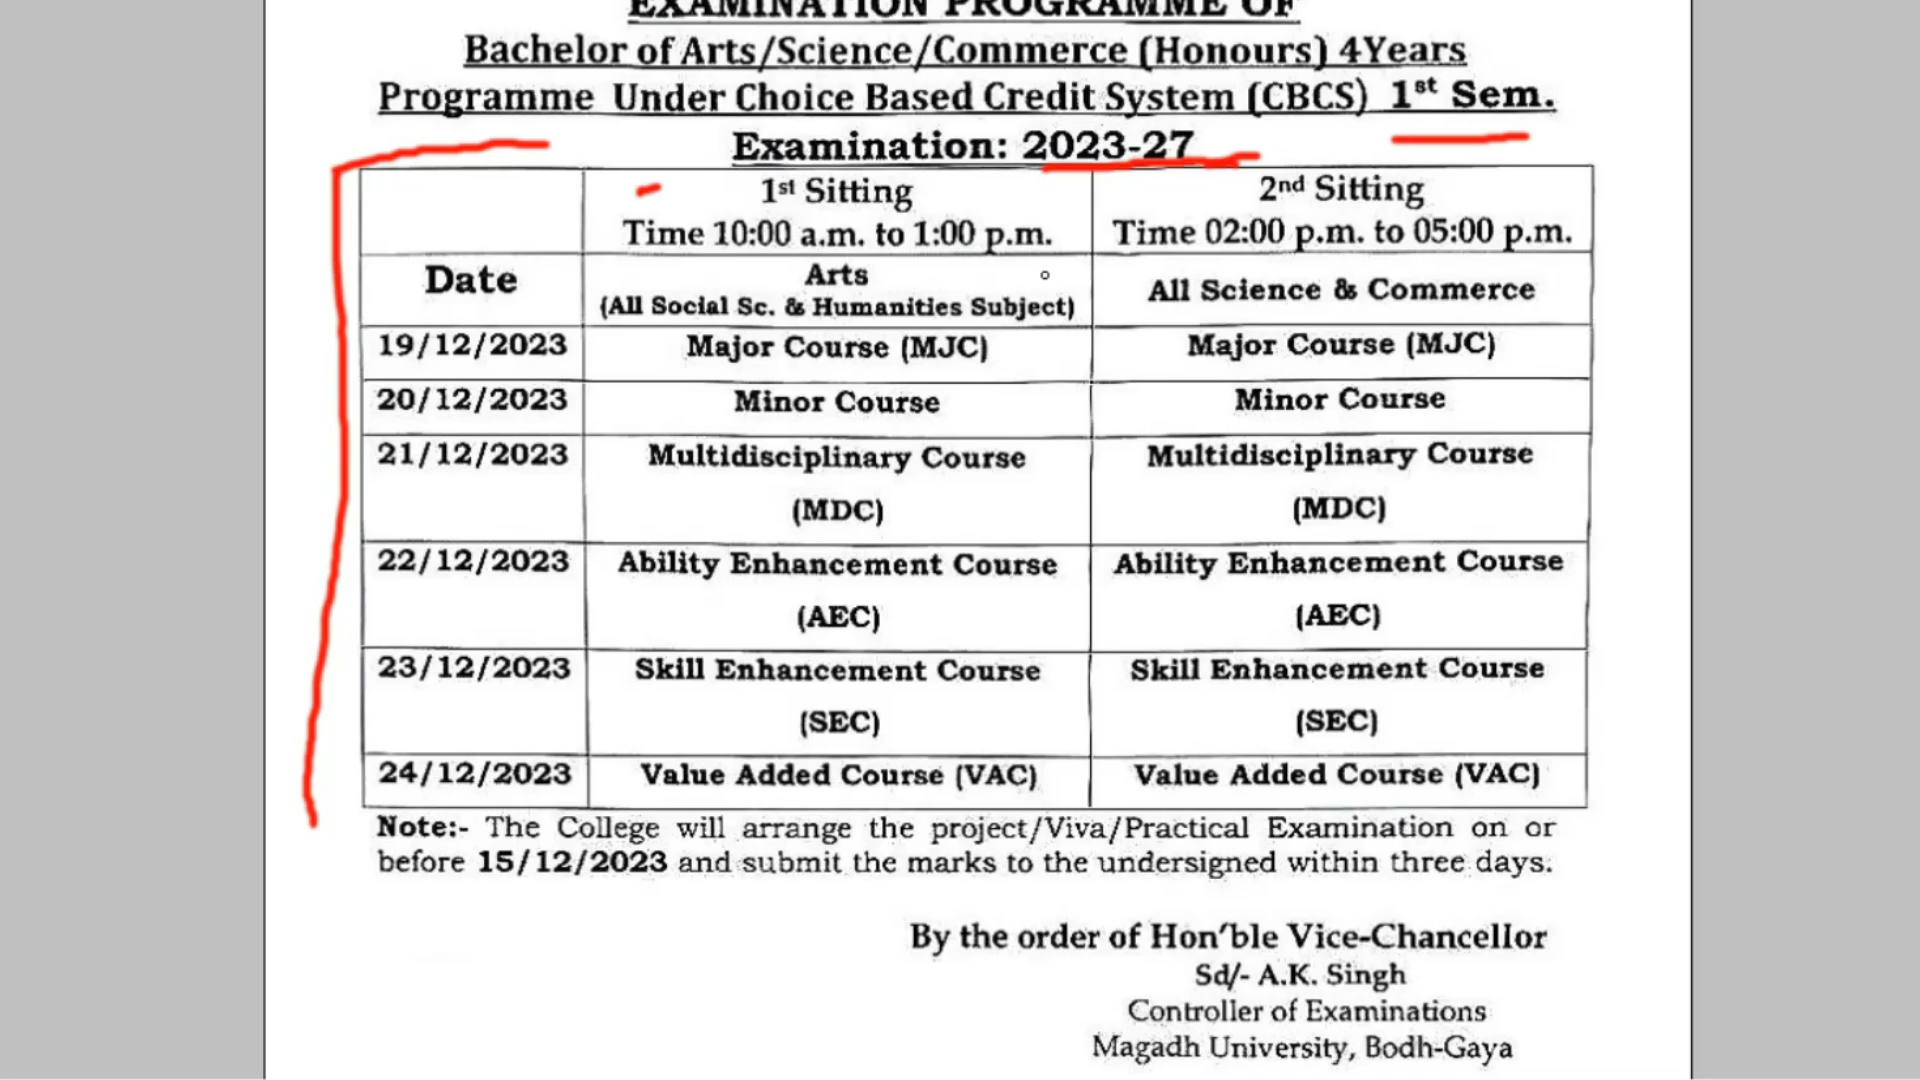 EXAMINATION PROGRAMME OF
Bachelor of Arts/Science/Commerce (Honours) 4Years
Programme Under Choice Based Credit System (CBCS) 1st Sem.
Examination: 2023-27
1st Sitting
Time 10:00 a.m. to 1:00 p.m.
2nd Sitting
Time 02:00 p.m. to 05:00 p.m.
Date
Arts
(All Social Sc. & Humanities Subject)
All Science & Commerce
19/12/2023 Major Course (MJC) Major Course (MJC)
20/12/2023 Minor Course Minor Course
21/12/2023 Multidisciplinary Course Multidisciplinary Course
(MDC) (MDC)
22/12/2023 Ability Enhancement Course Ability Enhancement Course
(AEC) (AEC)
23/12/2023 Skill Enhancement Course Skill Enhancement Course
(SEC) (SEC)
24/12/2023 Value Added Course (VAC) Value Added Course (VAC)
Note:- The College will arrange the project/Viva/Practical Examination on or
before 15/12/2023 and submit the marks to the undersigned within three days.
By the order of Hon'ble Vice-Chancellor
Sd/- A.K. Singh
Controller of Examinations
Magadh University, Bodh-Gaya